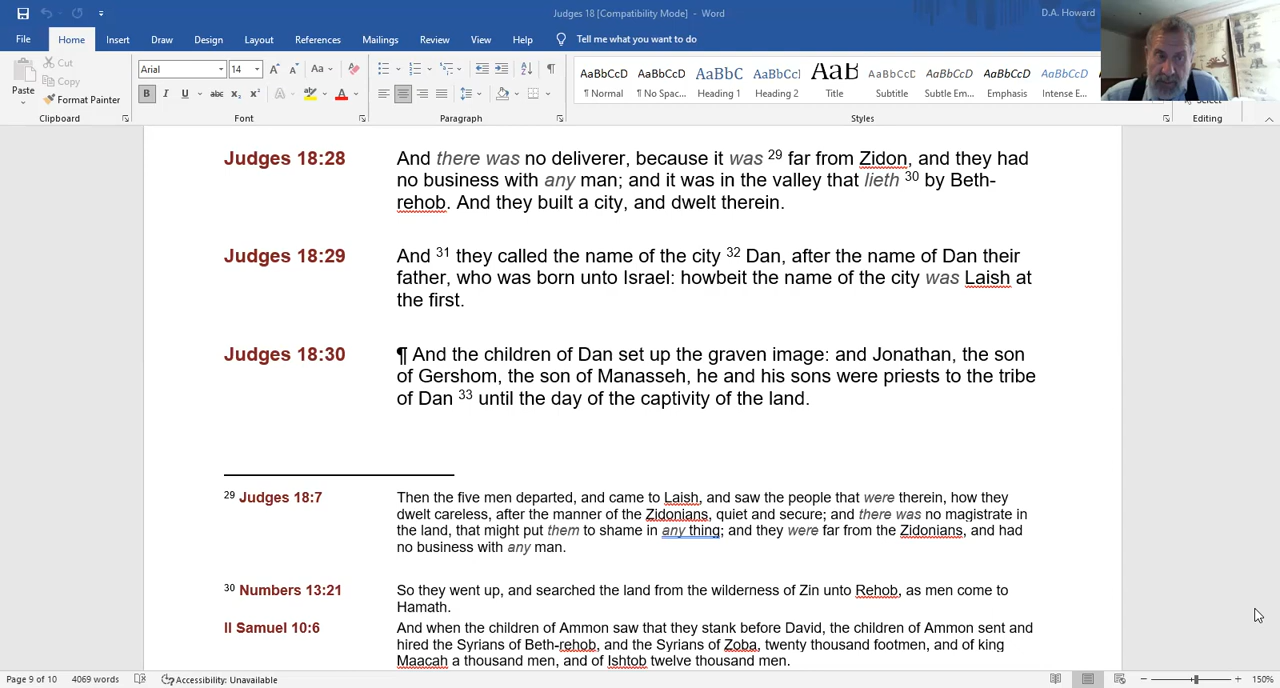 Judges 18 [Compatibility Mode] - Word
D.A. Howard
File Home Insert Draw Design Layout References Mailings Review View Help Tell me what you want to do
Cut
Copy
Paste
Format Painter
Arial 14
AaBbCcD AaBbCcD AaBbC AaBbCcI AaB AaBbCcD AaBbCcD AaBbCcD AaBbCcD
¶ Normal ¶ No Spac... Heading 1 Heading 2 Title Subtitle Subtle Em... Emphasis Intense E...
Clipboard Font Paragraph Styles Editing
Judges 18:28 And there was no deliverer, because it was 29 far from Zidon, and they had
no business with any man; and it was in the valley that lieth 30 by Beth-
rehob. And they built a city, and dwelt therein.
Judges 18:29 And 31 they called the name of the city 32 Dan, after the name of Dan their
father, who was born unto Israel: howbeit the name of the city was Laish at
the first.
Judges 18:30 ¶ And the children of Dan set up the graven image: and Jonathan, the son
of Gershom, the son of Manasseh, he and his sons were priests to the tribe
of Dan 33 until the day of the captivity of the land.
29 Judges 18:7 Then the five men departed, and came to Laish, and saw the people that were therein, how they
dwelt careless, after the manner of the Zidonians, quiet and secure; and there was no magistrate in
the land, that might put them to shame in any thing; and they were far from the Zidonians, and had
no business with any man.
30 Numbers 13:21 So they went up, and searched the land from the wilderness of Zin unto Rehob, as men come to
Hamath.
II Samuel 10:6 And when the children of Ammon saw that they stank before David, the children of Ammon sent and
hired the Syrians of Beth-rehob, and the Syrians of Zoba, twenty thousand footmen, and of king
Maacah a thousand men, and of Ishtob twelve thousand men.
Page 9 of 10 4069 words Accessibility: Unavailable 150%